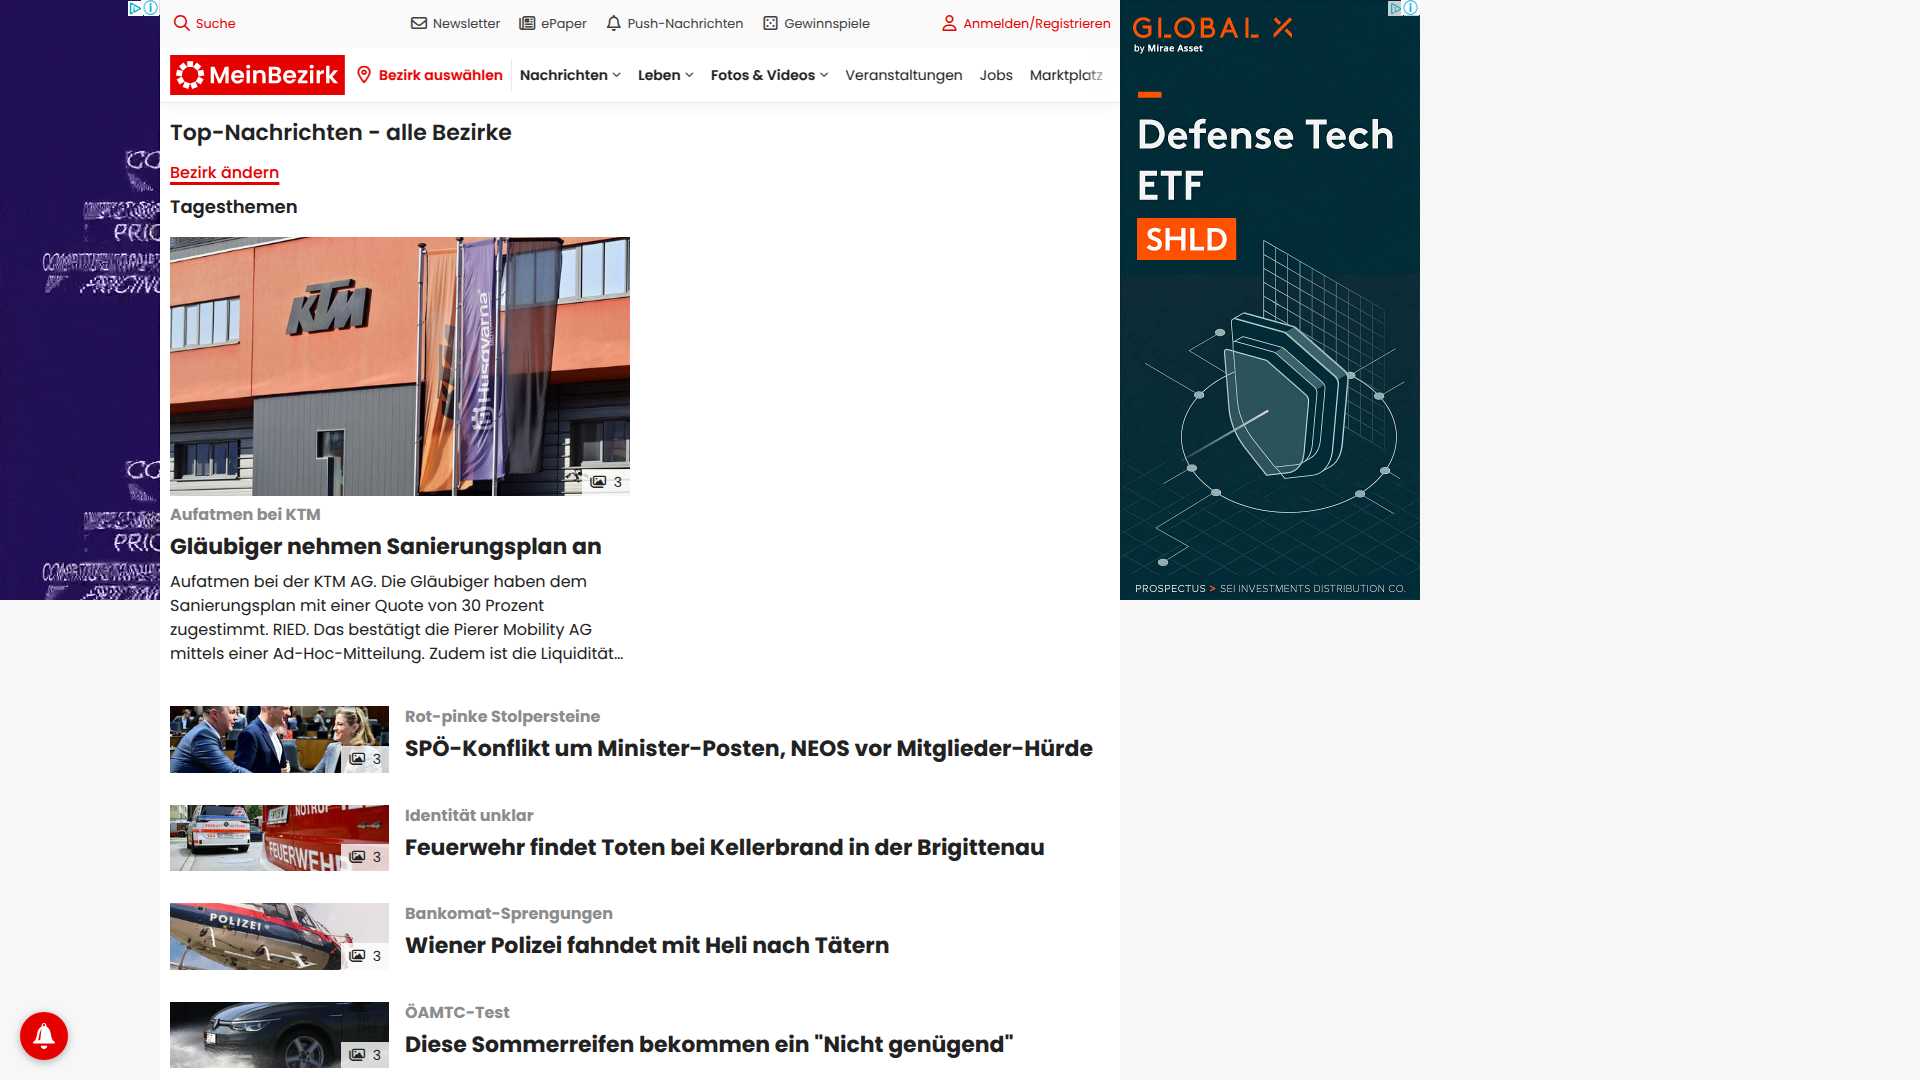 Suche
Newsletter
ePaper
Push-Nachrichten
Gewinnspiele
Anmelden/Registrieren
MeinBezirk
Bezirk auswählen
Nachrichten
Leben
Fotos & Videos
Veranstaltungen
Jobs
Marktplatz
Top-Nachrichten - alle Bezirke
Bezirk ändern
Tagesthemen
KTM
Husqvarna
3
Aufatmen bei KTM
Gläubiger nehmen Sanierungsplan an
Aufatmen bei der KTM AG. Die Gläubiger haben dem
Sanierungsplan mit einer Quote von 30 Prozent
zugestimmt. RIED. Das bestätigt die Pierer Mobility AG
mittels einer Ad-Hoc-Mitteilung. Zudem ist die Liquidität...
3
Rot-pinke Stolpersteine
SPÖ-Konflikt um Minister-Posten, NEOS vor Mitglieder-Hürde
NOTRUF
FEUERWEHR
3
Identität unklar
Feuerwehr findet Toten bei Kellerbrand in der Brigittenau
POLIZEI
3
Bankomat-Sprengungen
Wiener Polizei fahndet mit Heli nach Tätern
3
ÖAMTC-Test
Diese Sommerreifen bekommen ein "Nicht genügend"
GLOBAL X
by Mirae Asset
Defense Tech
ETF
SHLD
PROSPECTUS > SEI INVESTMENTS DISTRIBUTION CO.